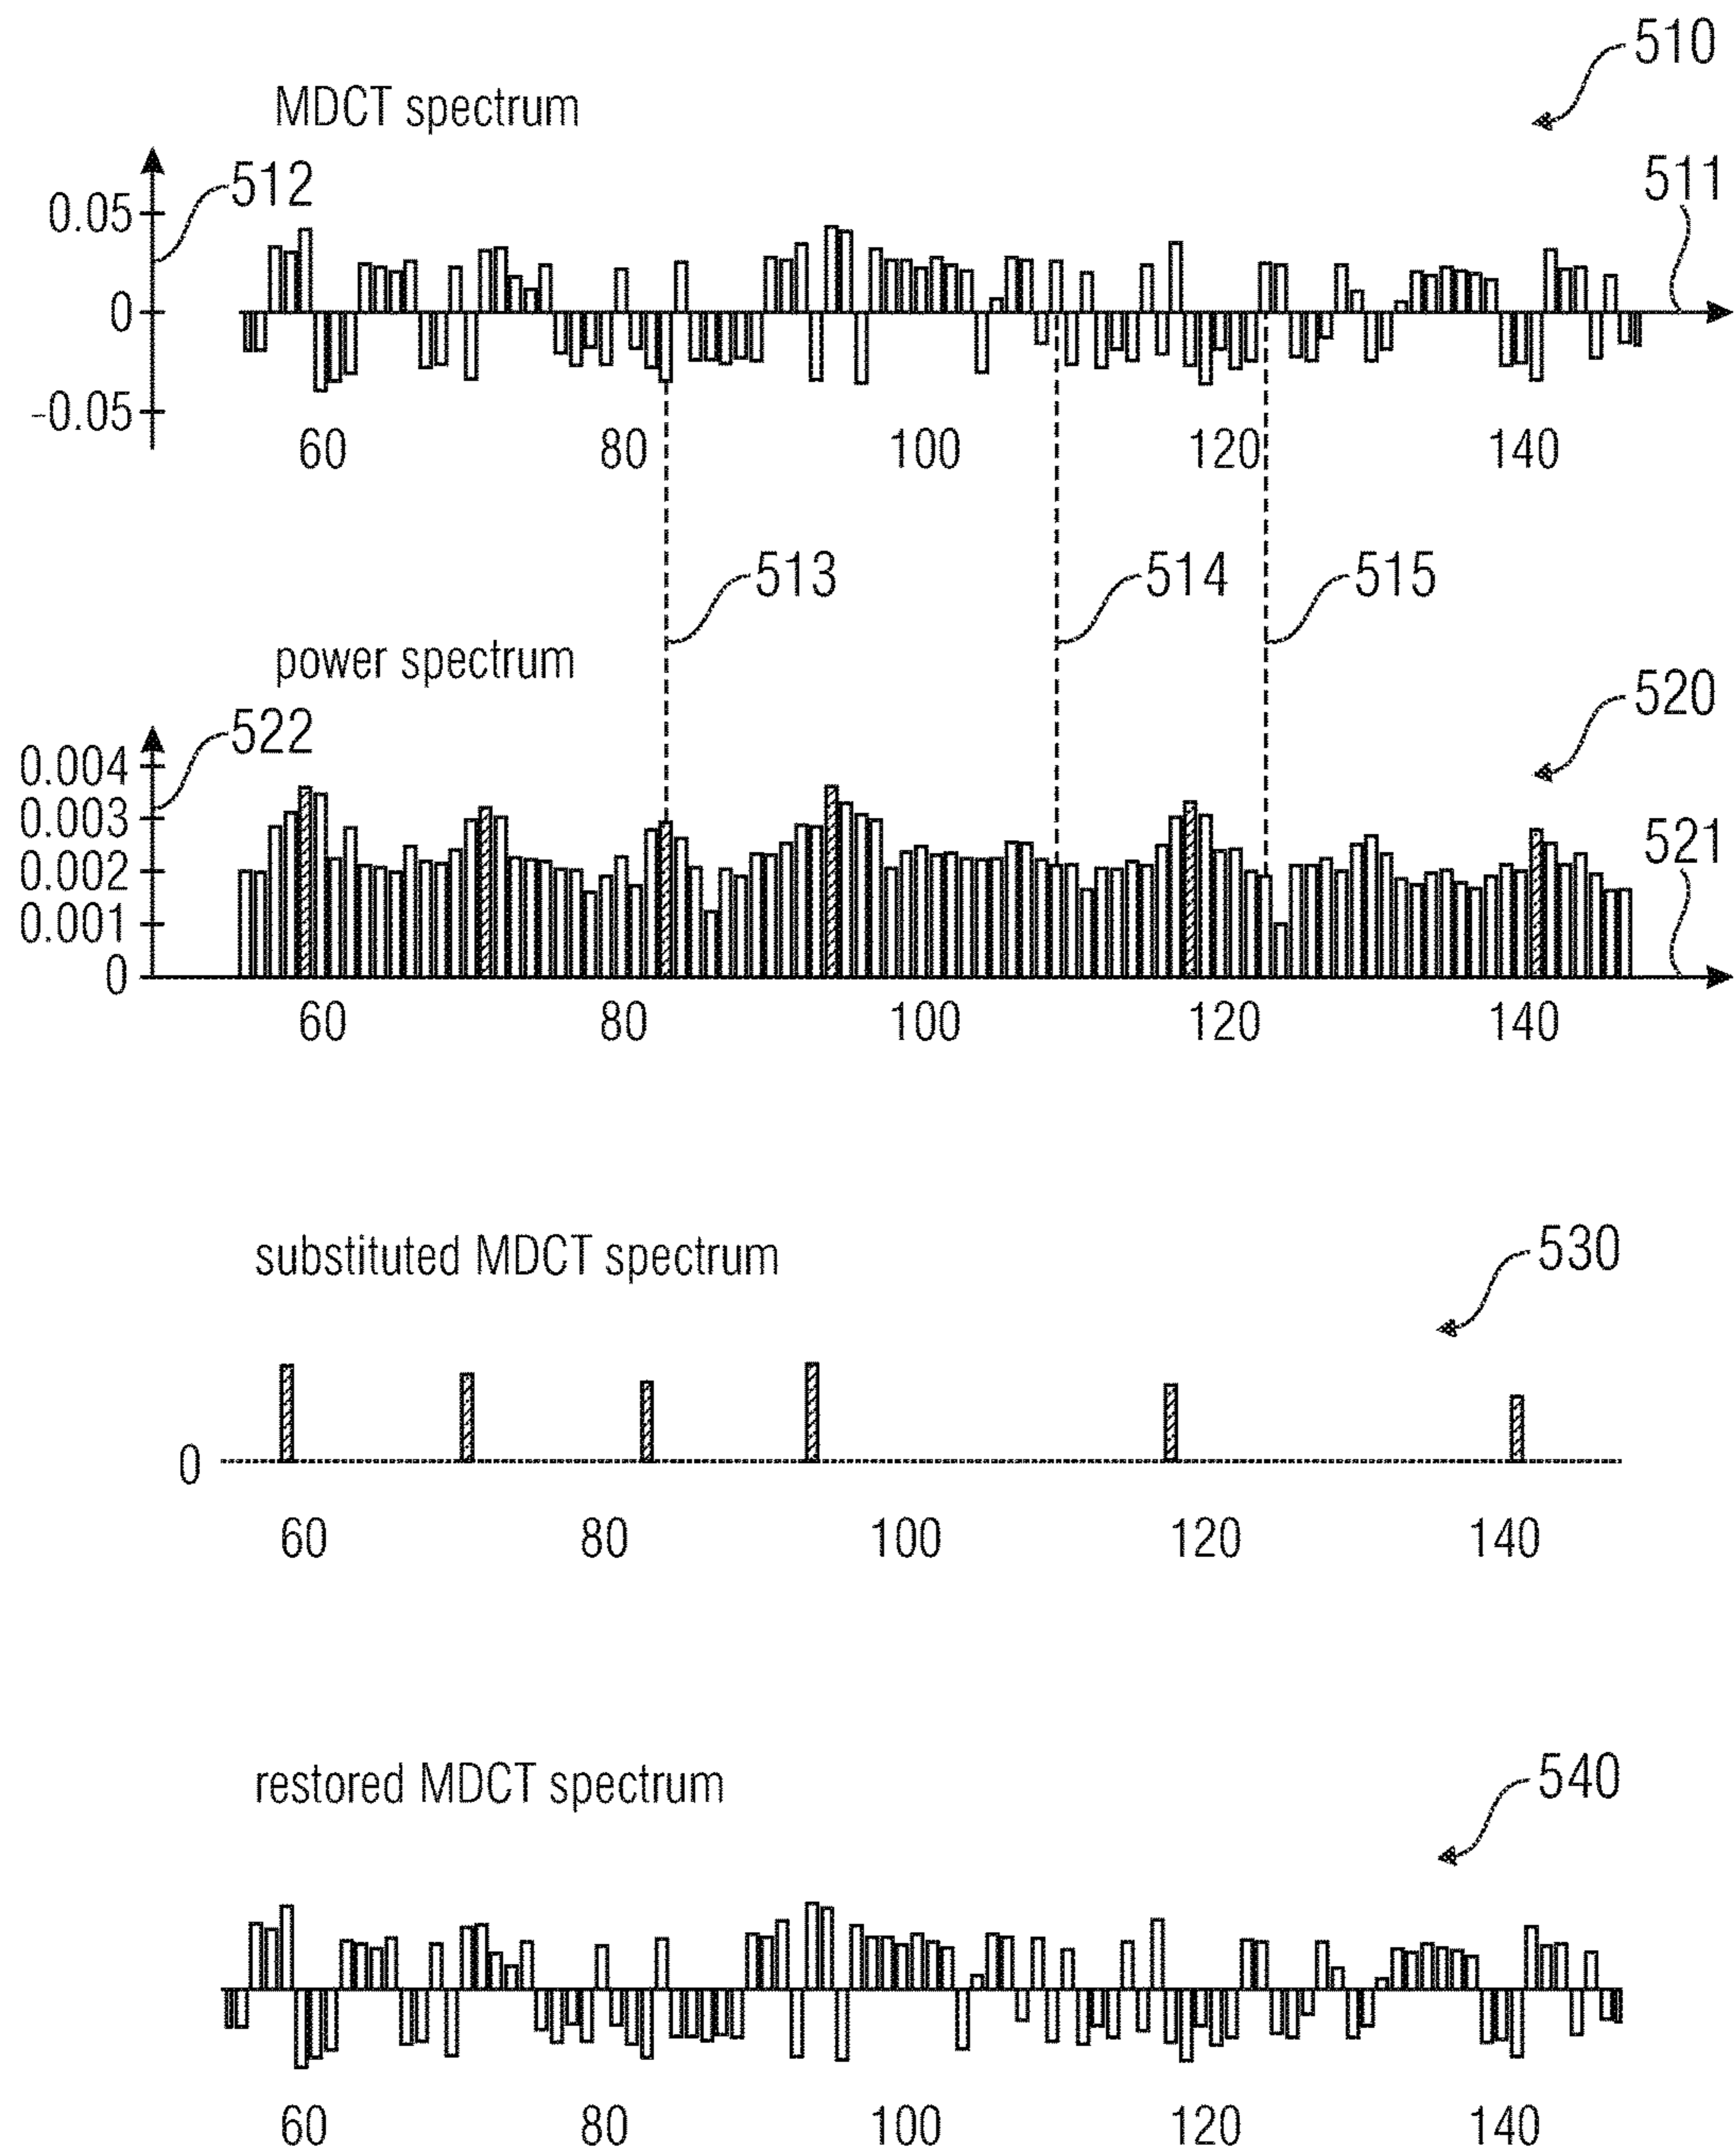 510
MDCT spectrum
512
511
0.05
0
-0.05
60 80 100 120 140
513 514 515
power spectrum
520
522
0.004
0.003
521
0.002
0.001
0
60 80 100 120 140
substituted MDCT spectrum
530
0
60 80 100 120 140
restored MDCT spectrum
540
60 80 100 120 140